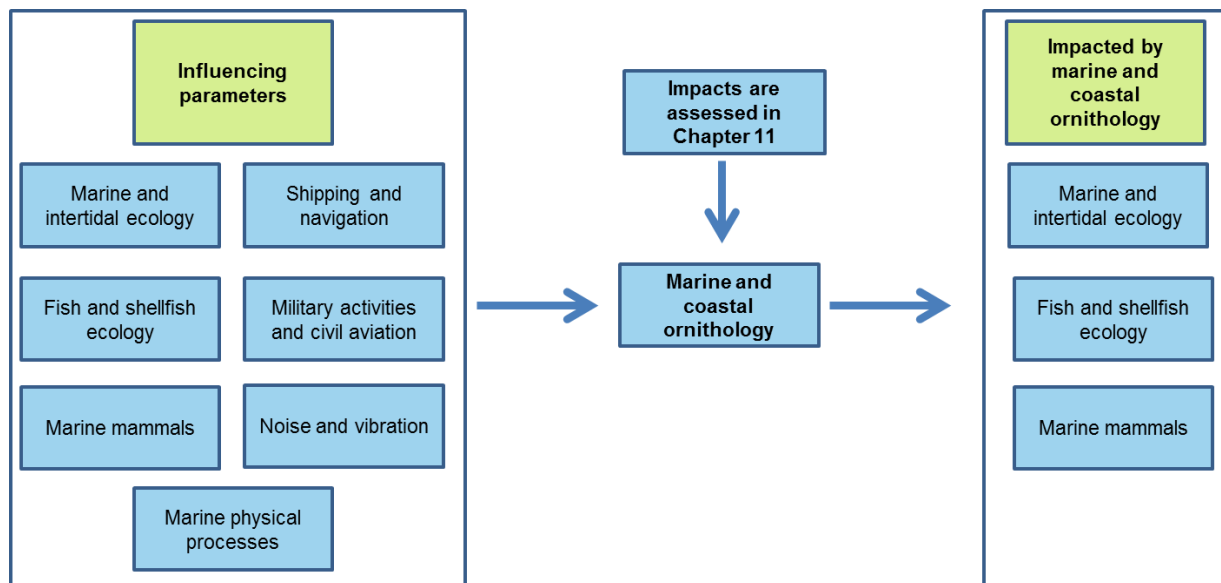 Influencing
parameters
Marine and
intertidal ecology
Shipping and
navigation
Fish and shellfish
ecology
Military activities
and civil aviation
Marine mammals
Noise and vibration
Marine physical
processes
Impacts are
assessed in
Chapter 11
Marine and
coastal
ornithology
Impacted by
marine and
coastal
ornithology
Marine and
intertidal ecology
Fish and shellfish
ecology
Marine mammals